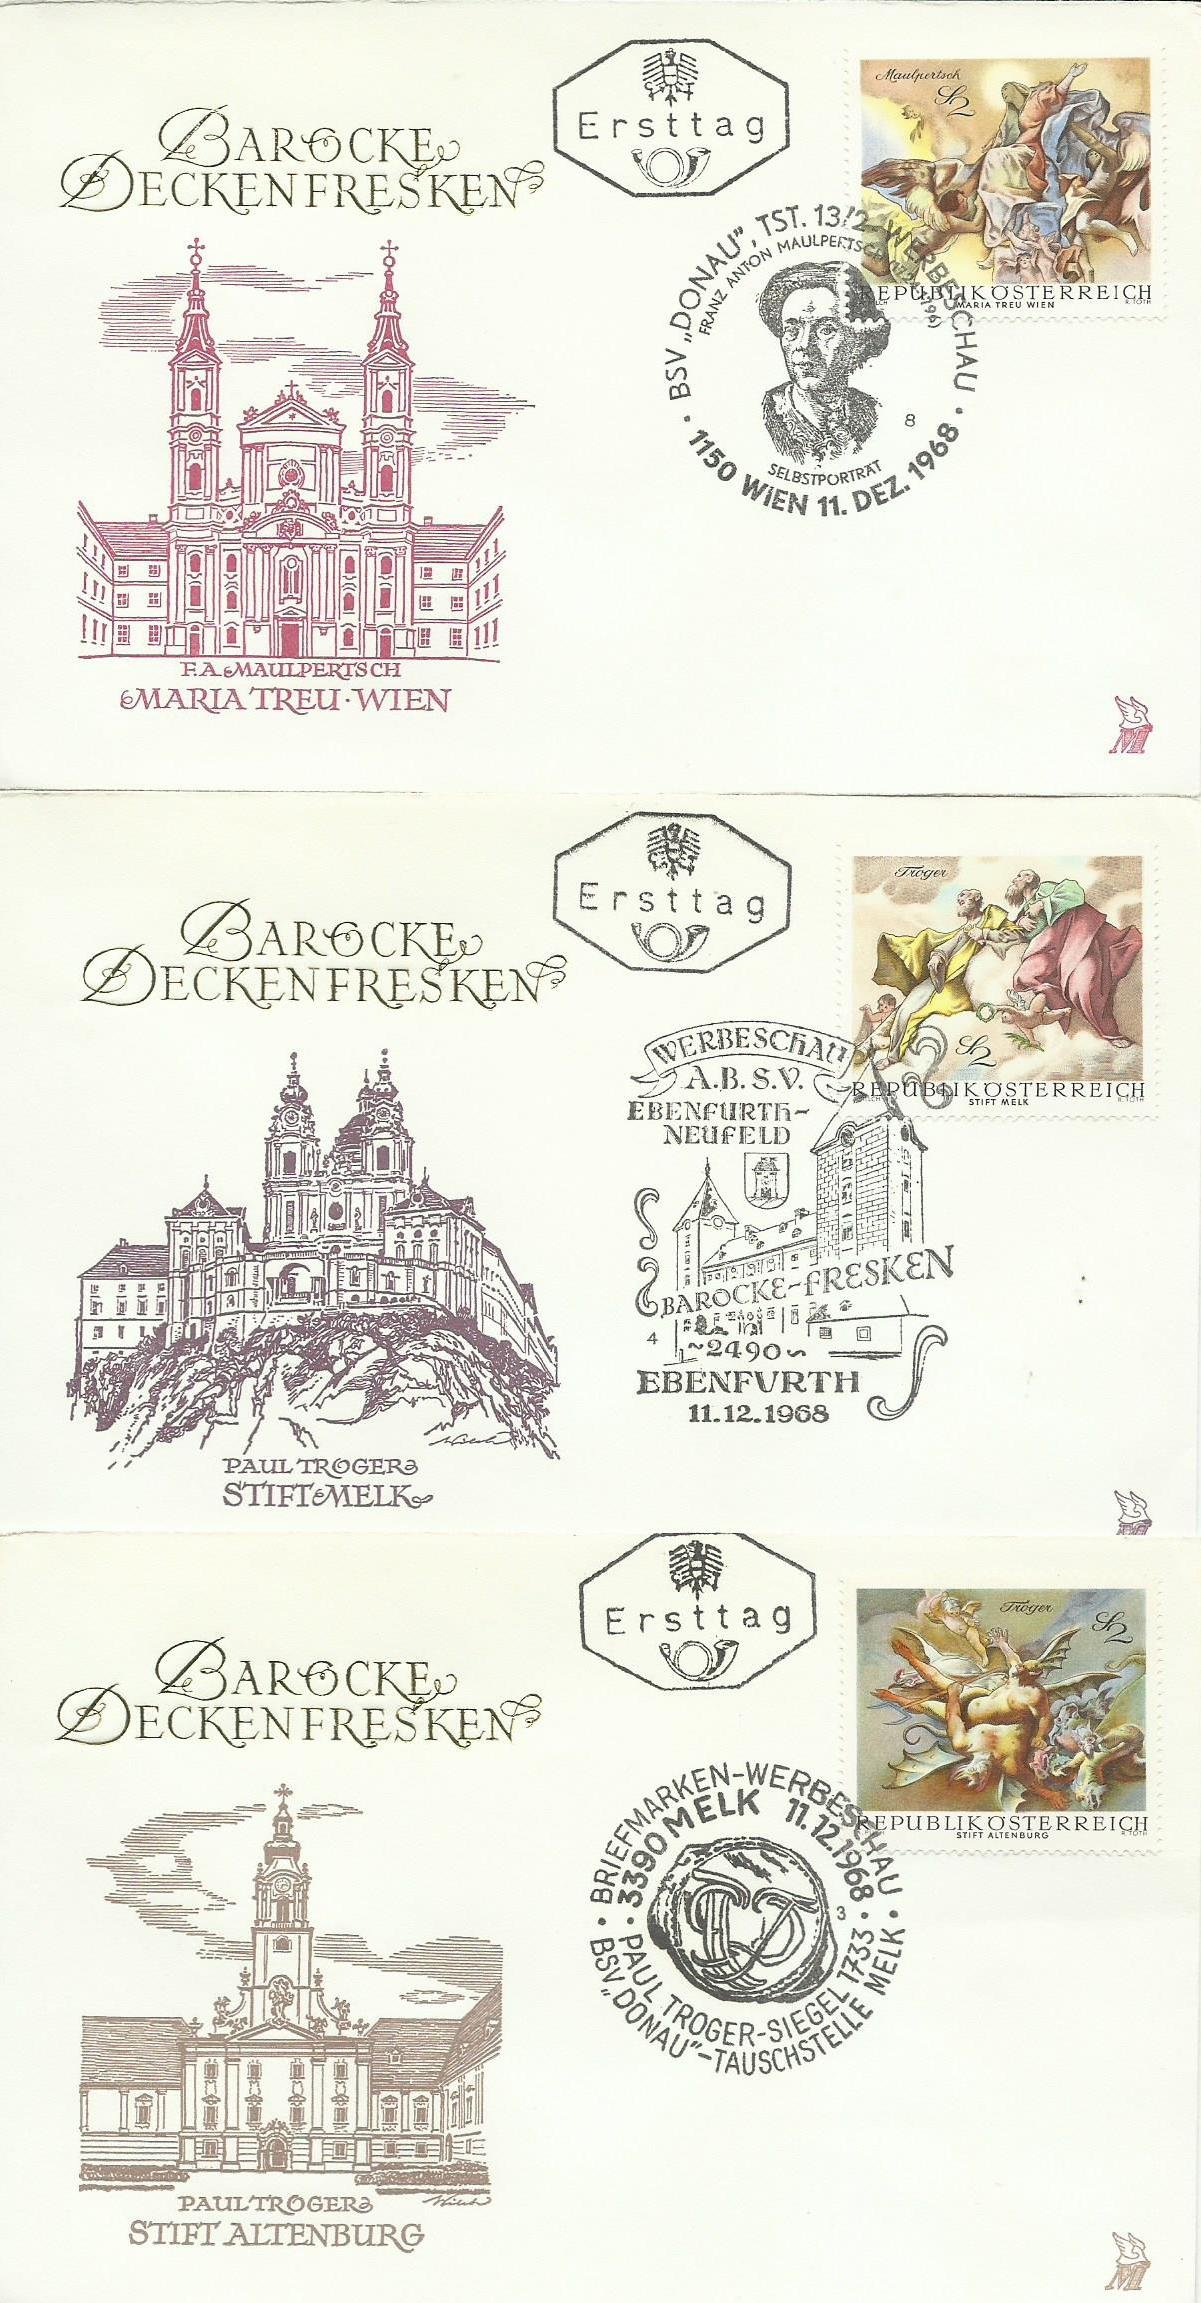 BAROCKE
DECKENFRESKEN
Ersttag
Maulpertsch
S2
REPUBLIK ÖSTERREICH
MARIA TREU WIEN
R. TOTH
BSV „DONAU", TST. 13/2 WERBESCHAU
FRANZ ANTON MAULPERTSCH
8
SELBSTPORTRÄT
1150 WIEN 11. DEZ. 1968
F. A. MAULPERTSCH
MARIA TREU · WIEN
M
BAROCKE
DECKENFRESKEN
Ersttag
Troger
S2
REPUBLIK ÖSTERREICH
STIFT MELK
R. TOTH
WERBESCHAU
A.B.S.V.
EBENFURTH-
NEUFELD
BAROCKE-FRESKEN
4
~2490~
EBENFURTH
11.12.1968
PAUL TROGER
STIFT MELK
BAROCKE
DECKENFRESKEN
Ersttag
Troger
S2
REPUBLIK ÖSTERREICH
STIFT ALTENBURG
R. TOTH
· BRIEFMARKEN-WERBESCHAU ·
· 3390 MELK 11.12.1968 ·
3
PAUL TROGER-SIEGEL 1733
BSV „DONAU"-TAUSCHSTELLE MELK
PAUL TROGER
STIFT ALTENBURG
M